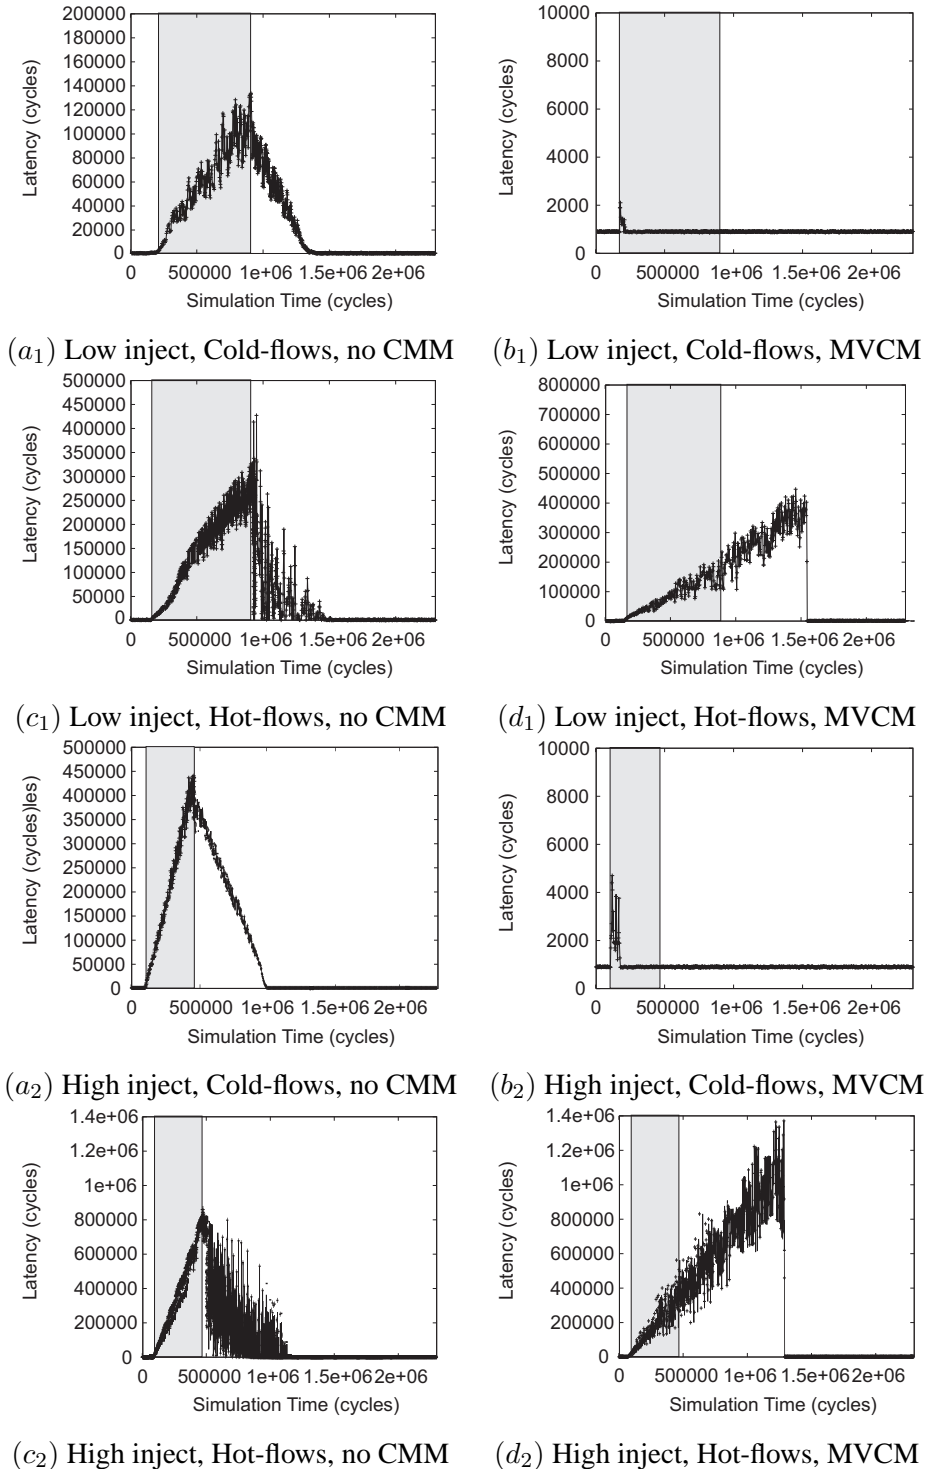 200000
180000
160000
140000
120000
100000
80000
60000
40000
20000
0
Latency (cycles)
0 500000 1e+06 1.5e+06 2e+06
Simulation Time (cycles)
10000
8000
6000
4000
2000
0
Latency (cycles)
0 500000 1e+06 1.5e+06 2e+06
Simulation Time (cycles)
(a1) Low inject, Cold-flows, no CMM
(b1) Low inject, Cold-flows, MVCM
500000
450000
400000
350000
300000
250000
200000
150000
100000
50000
0
Latency (cycles)
0 500000 1e+06 1.5e+06 2e+06
Simulation Time (cycles)
800000
700000
600000
500000
400000
300000
200000
100000
0
Latency (cycles)
0 500000 1e+06 1.5e+06 2e+06
Simulation Time (cycles)
(c1) Low inject, Hot-flows, no CMM
(d1) Low inject, Hot-flows, MVCM
500000
450000
400000
350000
300000
250000
200000
150000
100000
50000
0
Latency (cycles)les)
0 500000 1e+06 1.5e+06 2e+06
Simulation Time (cycles)
10000
8000
6000
4000
2000
0
Latency (cycles)
0 500000 1e+06 1.5e+06 2e+06
Simulation Time (cycles)
(a2) High inject, Cold-flows, no CMM
(b2) High inject, Cold-flows, MVCM
1.4e+06
1.2e+06
1e+06
800000
600000
400000
200000
0
Latency (cycles)
0 500000 1e+06 1.5e+06 2e+06
Simulation Time (cycles)
1.4e+06
1.2e+06
1e+06
800000
600000
400000
200000
0
Latency (cycles)
0 500000 1e+06 1.5e+06 2e+06
Simulation Time (cycles)
(c2) High inject, Hot-flows, no CMM
(d2) High inject, Hot-flows, MVCM